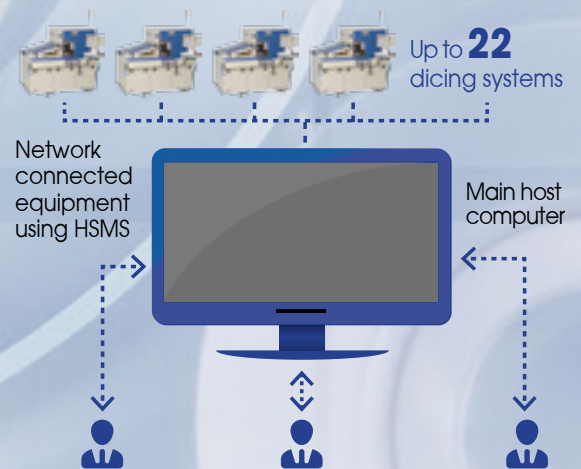 Up to 22
dicing systems
Network
connected
equipment
using HSMS
Main host
computer